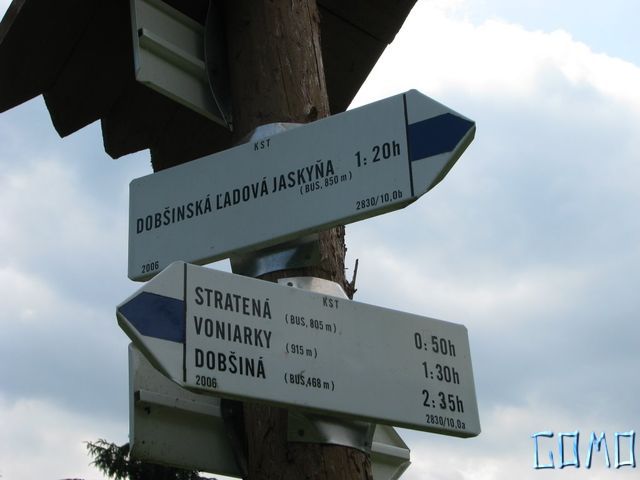 KST
DOBŠINSKÁ ĽADOVÁ JASKYŇA 1:20h
(BUS, 850 m)
2006 2830/10,0b
KST
STRATENÁ (BUS, 805 m) 0:50h
VONIARKY (915 m) 1:30h
DOBŠINÁ (BUS,468 m) 2:35h
2006 2830/10,0a
GOMO